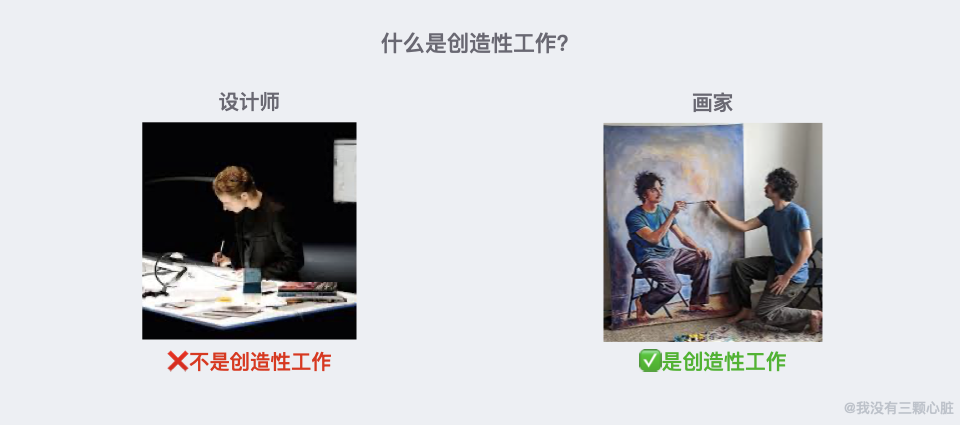 什么是创造性工作?
设计师
画家
❌不是创造性工作
✅是创造性工作
@我没有三颗心脏